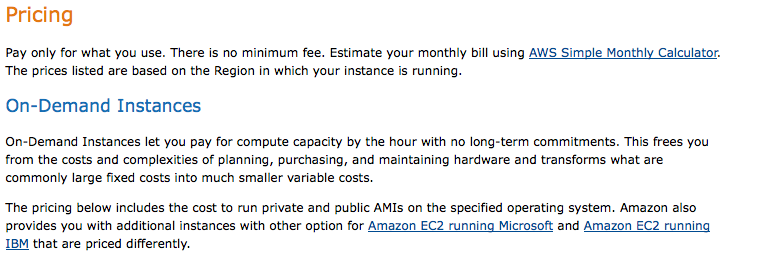 Pricing
Pay only for what you use. There is no minimum fee. Estimate your monthly bill using AWS Simple Monthly Calculator.
The prices listed are based on the Region in which your instance is running.
On-Demand Instances
On-Demand Instances let you pay for compute capacity by the hour with no long-term commitments. This frees you
from the costs and complexities of planning, purchasing, and maintaining hardware and transforms what are
commonly large fixed costs into much smaller variable costs.
The pricing below includes the cost to run private and public AMIs on the specified operating system. Amazon also
provides you with additional instances with other option for Amazon EC2 running Microsoft and Amazon EC2 running
IBM that are priced differently.